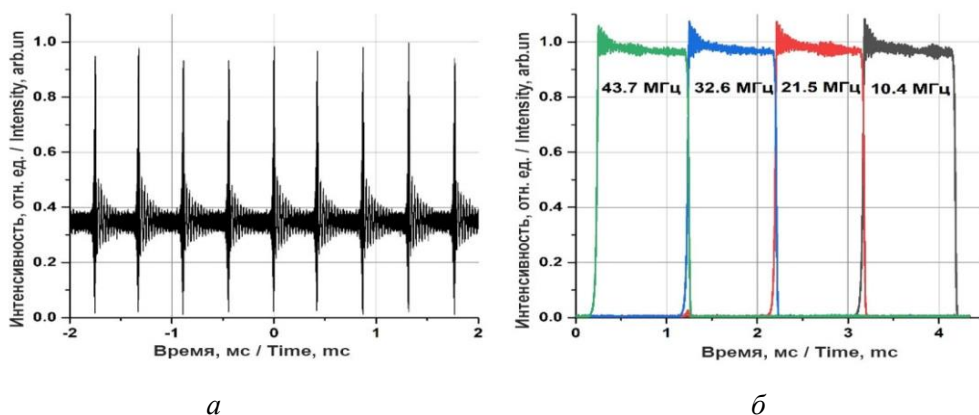 Интенсивность, отн. ед. / Intensity, arb.un
1.0
0.8
0.6
0.4
0.2
0.0
-2 -1 0 1 2
Время, мс / Time, mc
а
Интенсивность, отн. ед. / Intensity, arb.un
1.0
0.8
0.6
0.4
0.2
0.0
43.7 МГц 32.6 МГц 21.5 МГц 10.4 МГц
0 1 2 3 4
Время, мс / Time, mc
б